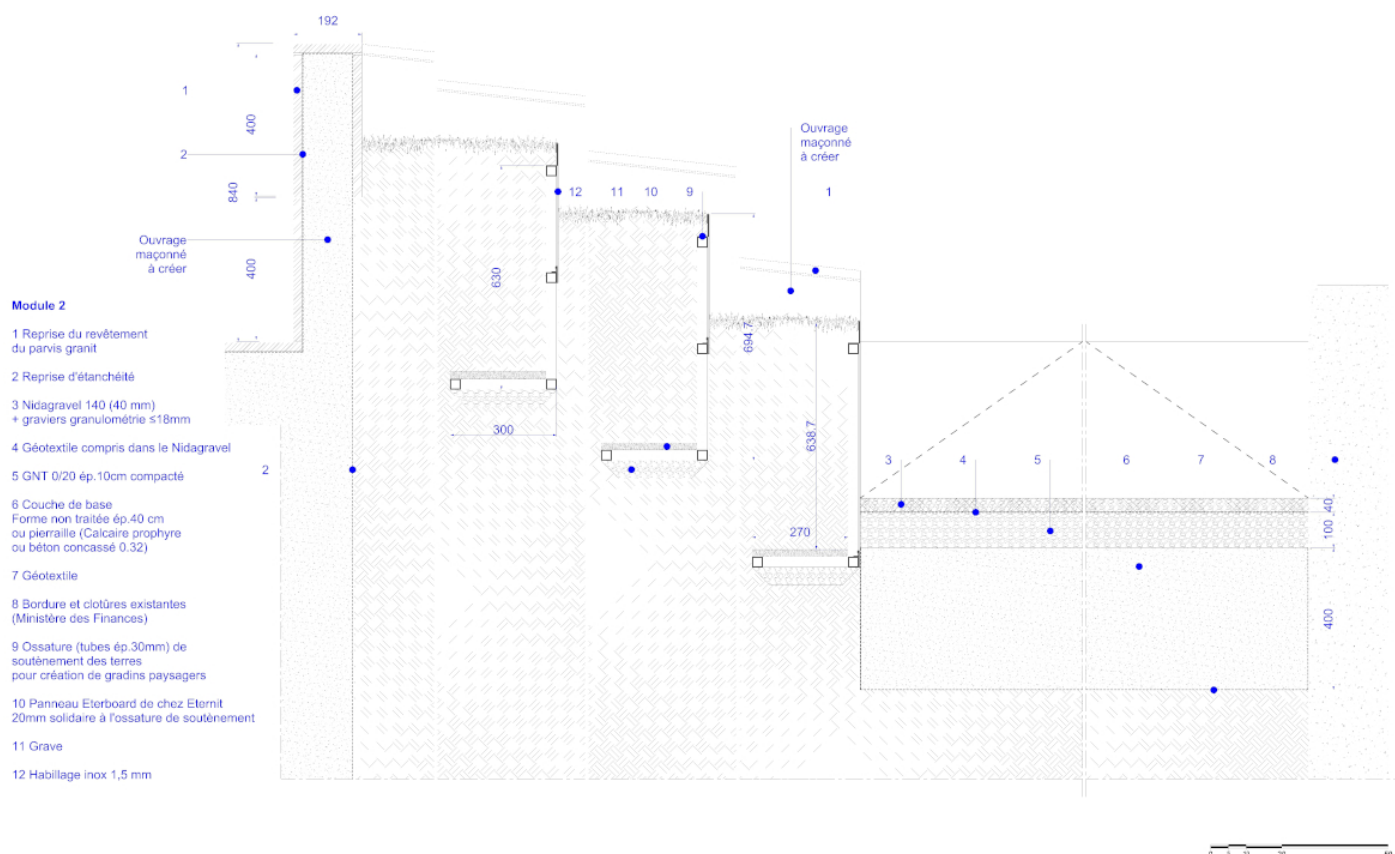 192
1
400
2
840
Ouvrage
maçonné
à créer
400
Ouvrage
maçonné
à créer
12 11 10 9
1
630
694.7
638.7
300
270
2
3 4 5 6 7 8
40
100
400
Module 2
1 Reprise du revêtement
du parvis granit
2 Reprise d'étanchéité
3 Nidagravel 140 (40 mm)
+ graviers granulométrie ≤18mm
4 Géotextile compris dans le Nidagravel
5 GNT 0/20 ép.10cm compacté
6 Couche de base
Forme non traitée ép.40 cm
ou pierraille (Calcaire prophyre
ou béton concassé 0.32)
7 Géotextile
8 Bordure et clotûres existantes
(Ministère des Finances)
9 Ossature (tubes ép.30mm) de
soutènement des terres
pour création de gradins paysagers
10 Panneau Eterboard de chez Eternit
20mm solidaire à l'ossature de soutènement
11 Grave
12 Habillage inox 1,5 mm